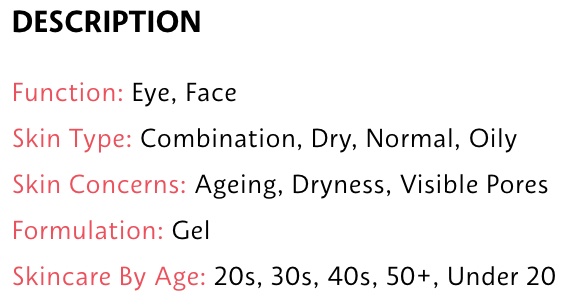 DESCRIPTION
Function: Eye, Face
Skin Type: Combination, Dry, Normal, Oily
Skin Concerns: Ageing, Dryness, Visible Pores
Formulation: Gel
Skincare By Age: 20s, 30s, 40s, 50+, Under 20